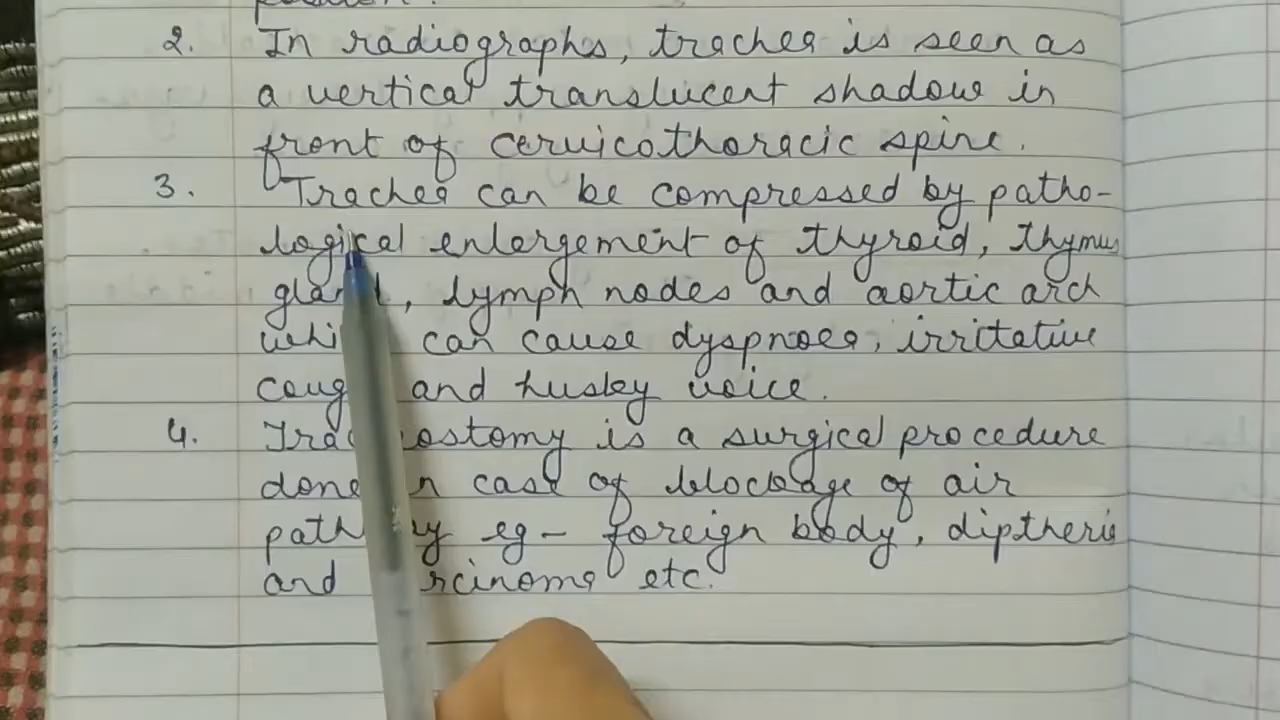 2. In radiographs, trachea is seen as
a vertical translucent shadow in
front of cervicothoracic spine.
3. Trachea can be compressed by patho-
logical enlargement of thyroid, thymus
gland, lymph nodes and aortic arch
can cause dyspnoea, irritative
and husky voice.
4. is a surgical procedure
done in case of blockage of air
eg- foreign body, diptheria
and etc.